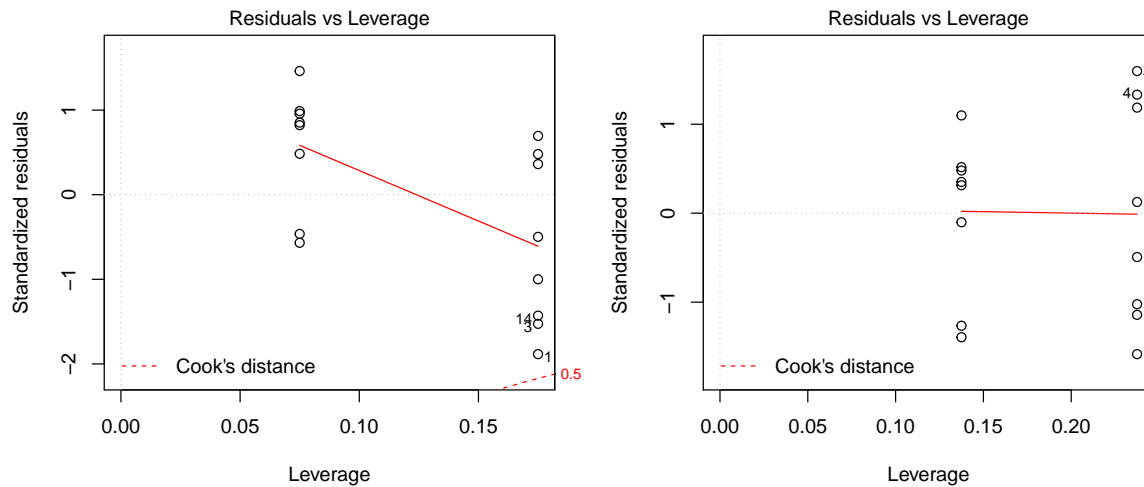 Residuals vs Leverage
Standardized residuals
1
0
−1
−2
14
3
1
Cook's distance
0.5
0.00
0.05
0.10
0.15
Leverage
Residuals vs Leverage
Standardized residuals
1
0
−1
4
Cook's distance
0.00
0.05
0.10
0.15
0.20
Leverage